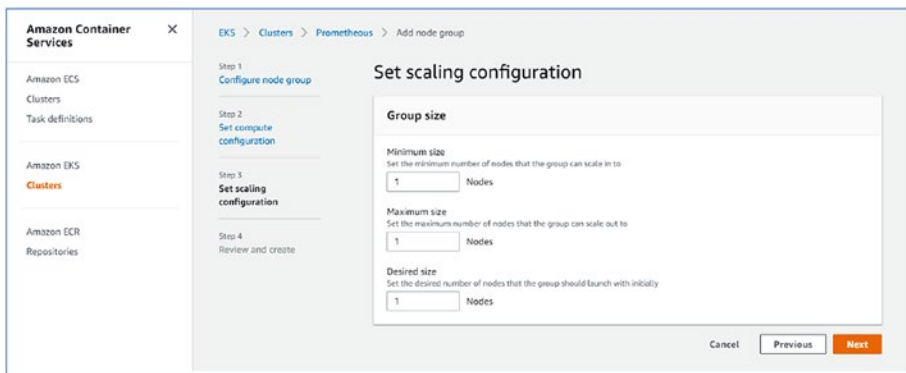 Amazon Container
Services
×
Amazon ECS
Clusters
Task definitions
Amazon EKS
Clusters
Amazon ECR
Repositories
EKS > Clusters > Prometheous > Add node group
Step 1
Configure node group
Step 2
Set compute
configuration
Step 3
Set scaling
configuration
Step 4
Review and create
Set scaling configuration
Group size
Minimum size
Set the minimum number of nodes that the group can scale in to
1 Nodes
Maximum size
Set the maximum number of nodes that the group can scale out to
1 Nodes
Desired size
Set the desired number of nodes that the group should launch with initially
1 Nodes
Cancel Previous Next